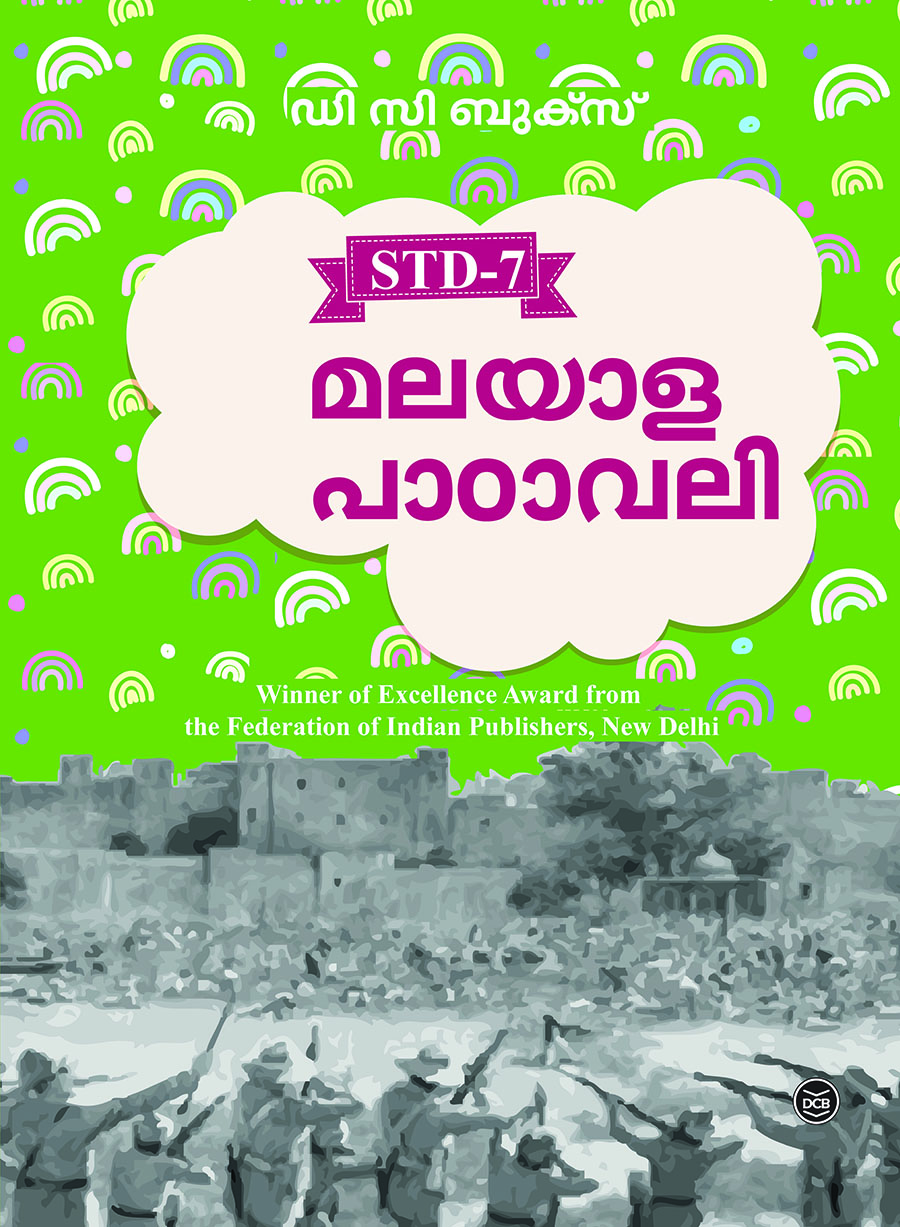 ഡി സി ബുക്സ്
STD-7
മലയാള
പാഠാവലി
Winner of Excellence Award from
the Federation of Indian Publishers, New Delhi
DCB